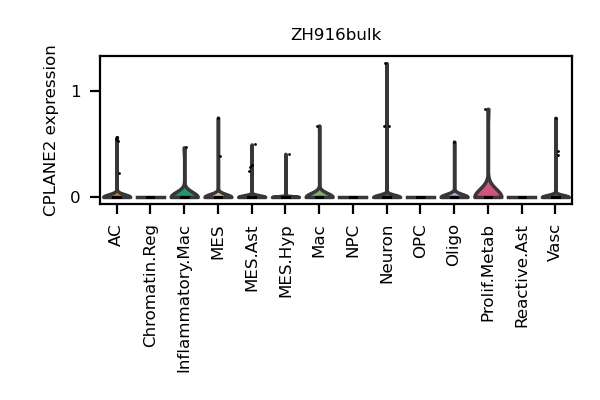 ZH916bulk
CPLANE2 expression
1
0
AC
Chromatin.Reg
Inflammatory.Mac
MES
MES.Ast
MES.Hyp
Mac
NPC
Neuron
OPC
Oligo
Prolif.Metab
Reactive.Ast
Vasc